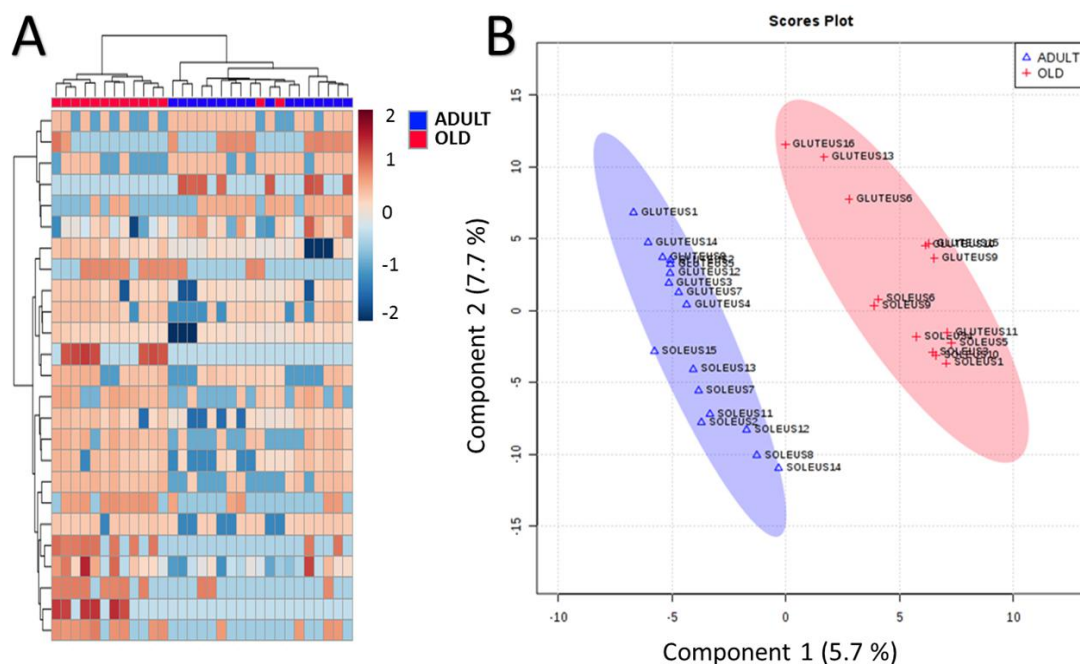 A
ADULT
OLD
2
1
0
-1
-2
B
Scores Plot
ADULT
OLD
Component 2 (7.7 %)
15
10
5
0
-5
-10
-15
GLUTEUS16
GLUTEUS13
GLUTEUS6
GLUTEUS1
GLUTEUS14
GLUTEUS9
GLUTEUS12
GLUTEUS3
GLUTEUS7
GLUTEUS4
SOLEUS6
SOLEUS9
GLUTEUS11
SOLEUS5
SOLEUS1
SOLEUS15
SOLEUS13
SOLEUS7
SOLEUS11
SOLEUS2
SOLEUS12
SOLEUS8
SOLEUS14
-10
-5
0
5
10
Component 1 (5.7 %)